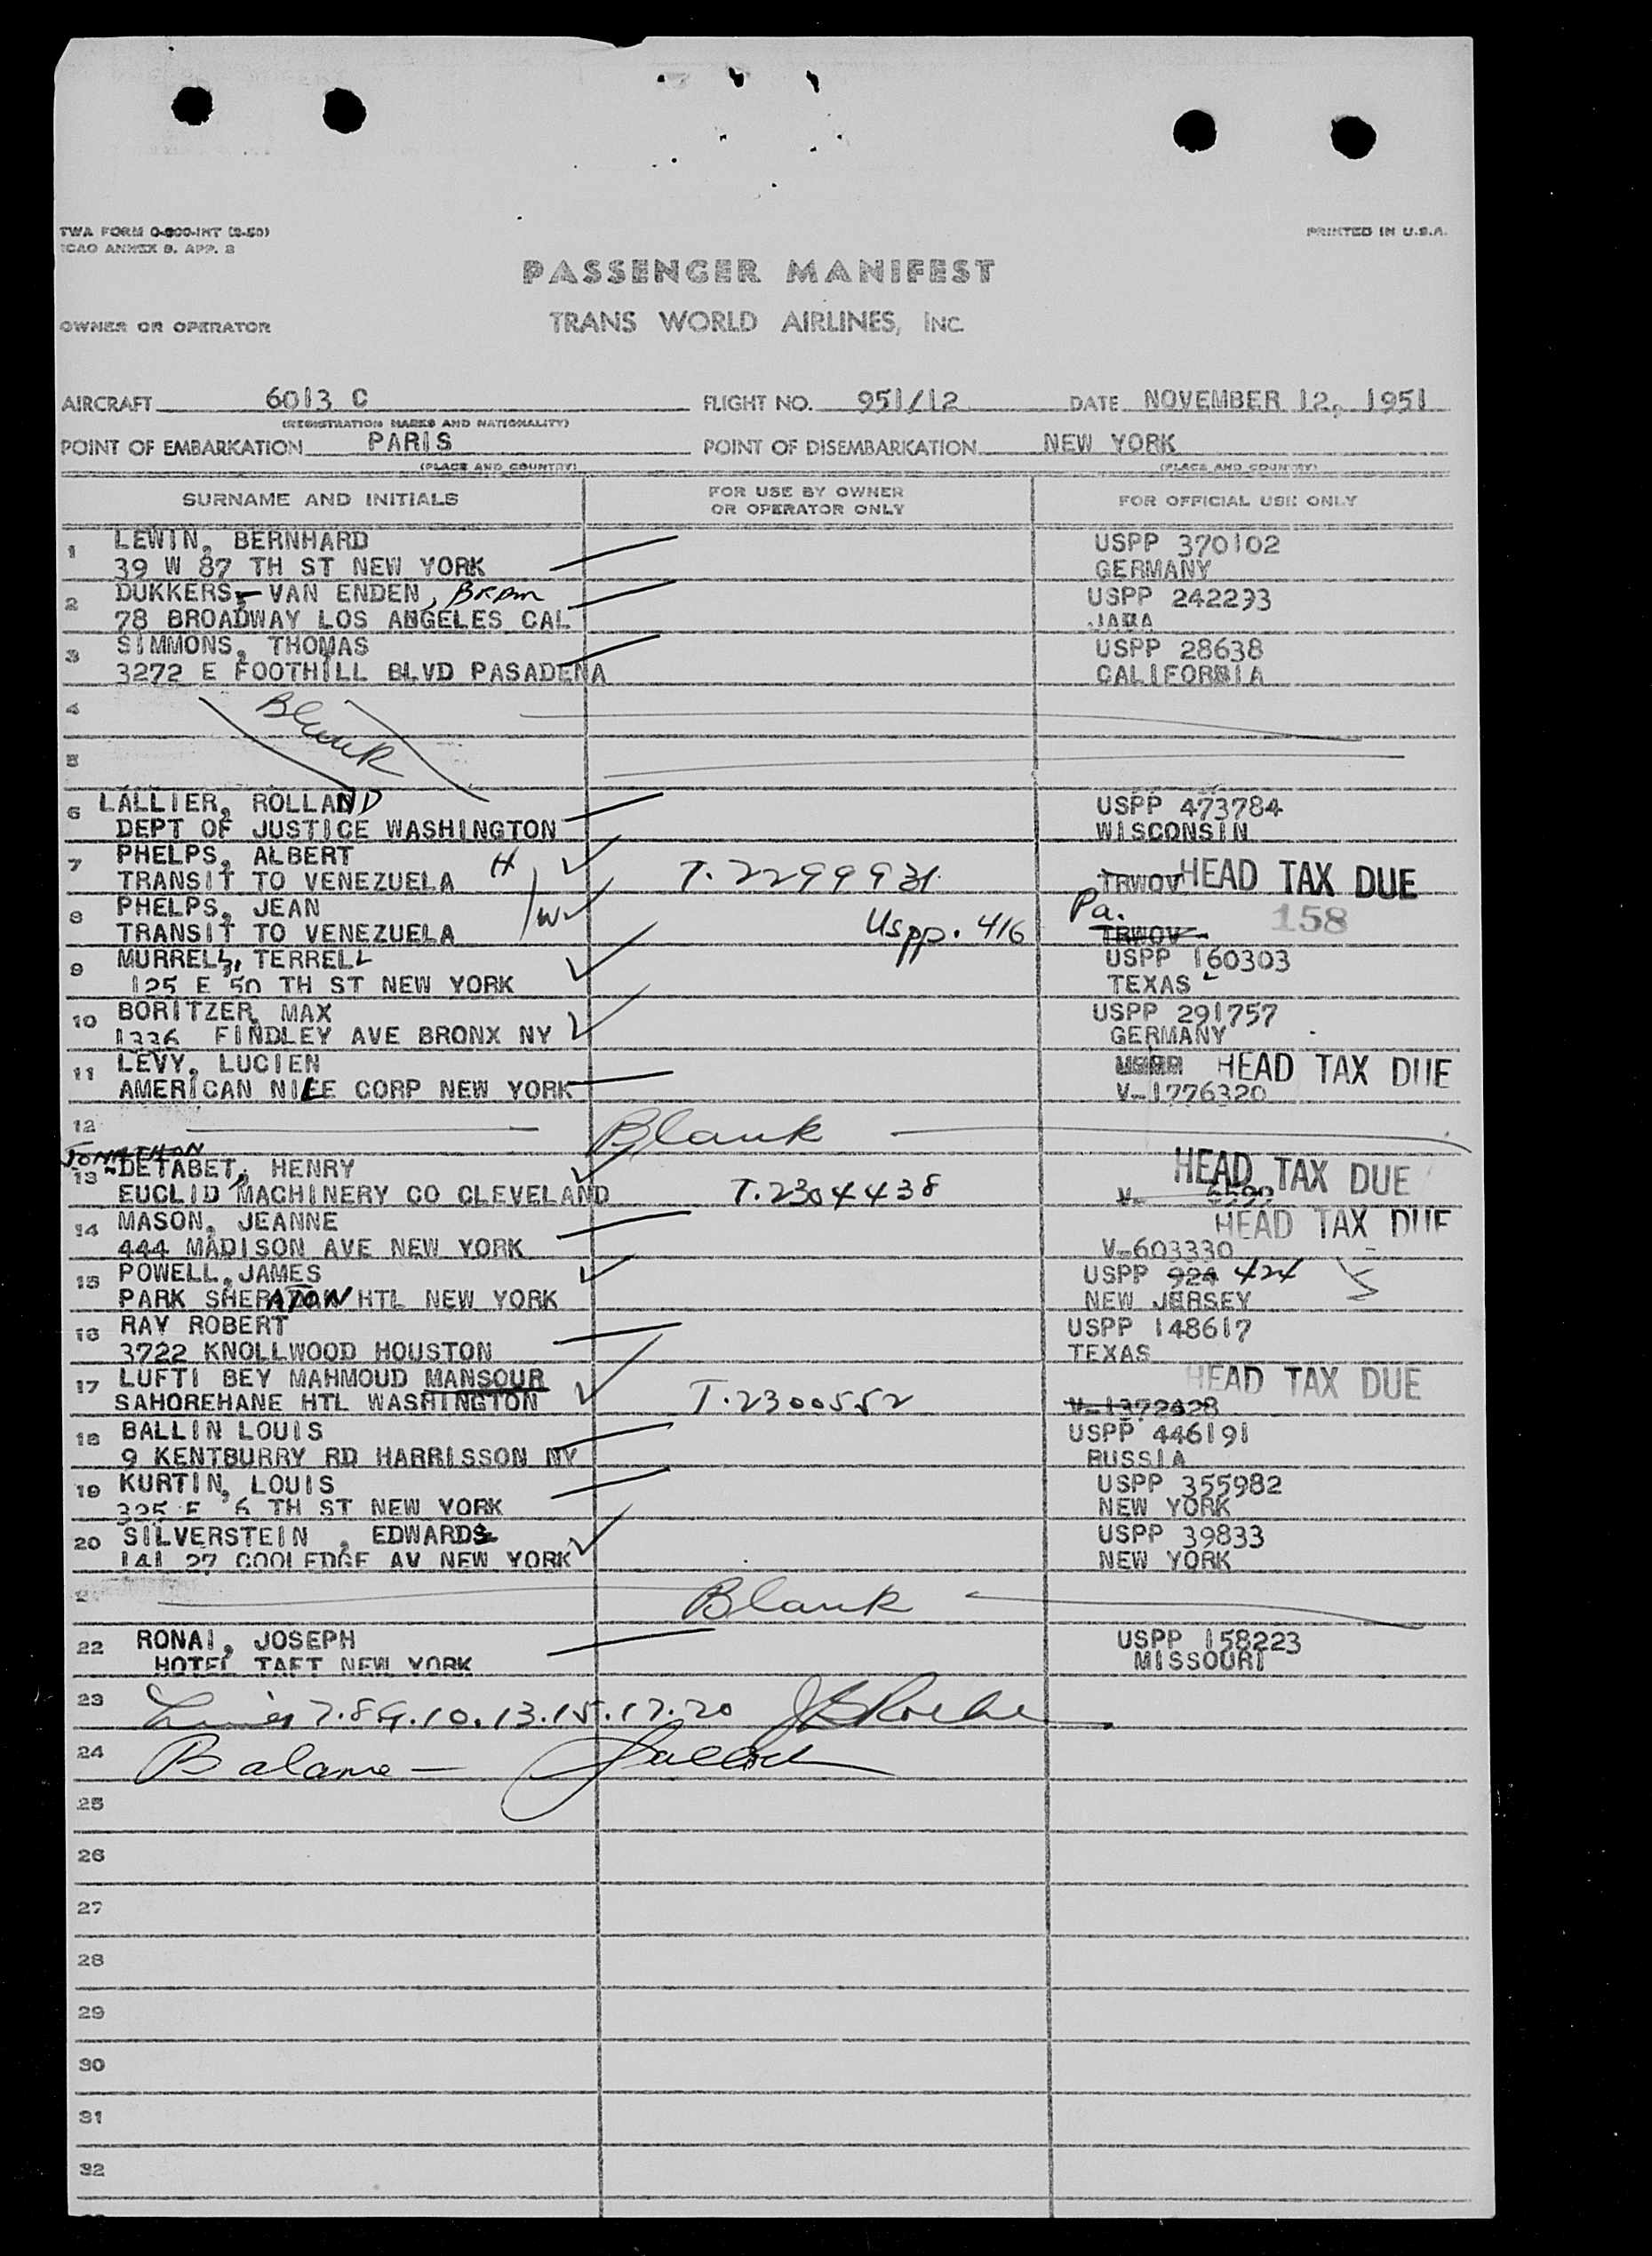 TWA FORM O-800-INT (2-50)
ICAO ANNEX 9, APP. 2
PRINTED IN U.S.A.
PASSENGER MANIFEST
OWNER OR OPERATOR
TRANS WORLD AIRLINES, INC.
AIRCRAFT 6013 C FLIGHT NO. 951/12 DATE NOVEMBER 12, 1951
(REGISTRATION MARKS AND NATIONALITY)
POINT OF EMBARKATION PARIS POINT OF DISEMBARKATION NEW YORK
(PLACE AND COUNTRY) (PLACE AND COUNTRY)
SURNAME AND INITIALS FOR USE BY OWNER OR OPERATOR ONLY FOR OFFICIAL USE ONLY
1 LEWIN, BERNHARD USPP 370102
39 W 87 TH ST NEW YORK GERMANY
2 DUKKERS - VAN ENDEN, USPP 242293
78 BROADWAY LOS ANGELES CAL
3 SIMMONS, THOMAS USPP 28638
3272 E FOOTHILL BLVD PASADENA CALIFORNIA
4 Blank
5
6 LALLIER, ROLLAND USPP 473784
DEPT OF JUSTICE WASHINGTON WISCONSIN
7 PHELPS, ALBERT H T.2299931 HEAD TAX DUE
TRANSIT TO VENEZUELA TRWOV
8 PHELPS, JEAN W Uspp. 416 Pa. 158
TRANSIT TO VENEZUELA TRWOV
9 MURRELL, TERRELL USPP 160303
125 E 50 TH ST NEW YORK TEXAS
10 BORITZER, MAX USPP 291757
1336 FINDLEY AVE BRONX NY GERMANY
11 LEVY, LUCIEN HEAD TAX DUE
AMERICAN NILE CORP NEW YORK V-1776320
12 Blank
JONATHON
13 DETABET, HENRY HEAD TAX DUE
EUCLID MACHINERY CO CLEVELAND T.2304438 V-
14 MASON, JEANNE HEAD TAX DUE
444 MADISON AVE NEW YORK V-603330
15 POWELL, JAMES USPP 924 424
PARK SHERATON HTL NEW YORK NEW JERSEY
16 RAY ROBERT USPP 148617
3722 KNOLLWOOD HOUSTON TEXAS
17 LUFTI BEY MAHMOUD MANSOUR HEAD TAX DUE
SAHOREHANE HTL WASHINGTON T.2300552 V-1372428
18 BALLIN LOUIS USPP 446191
9 KENTBURRY RD HARRISSON NY RUSSIA
19 KURTIN, LOUIS USPP 355982
325 E 6 TH ST NEW YORK NEW YORK
20 SILVERSTEIN , EDWARD USPP 39833
141 27 COOLEDGE AV NEW YORK NEW YORK
Blank
22 RONAI, JOSEPH USPP 158223
HOTEL TAFT NEW YORK MISSOURI
23 Lines 7.8 9.10.13.15.17.20
24 Balance -
25
26
27
28
29
30
31
32